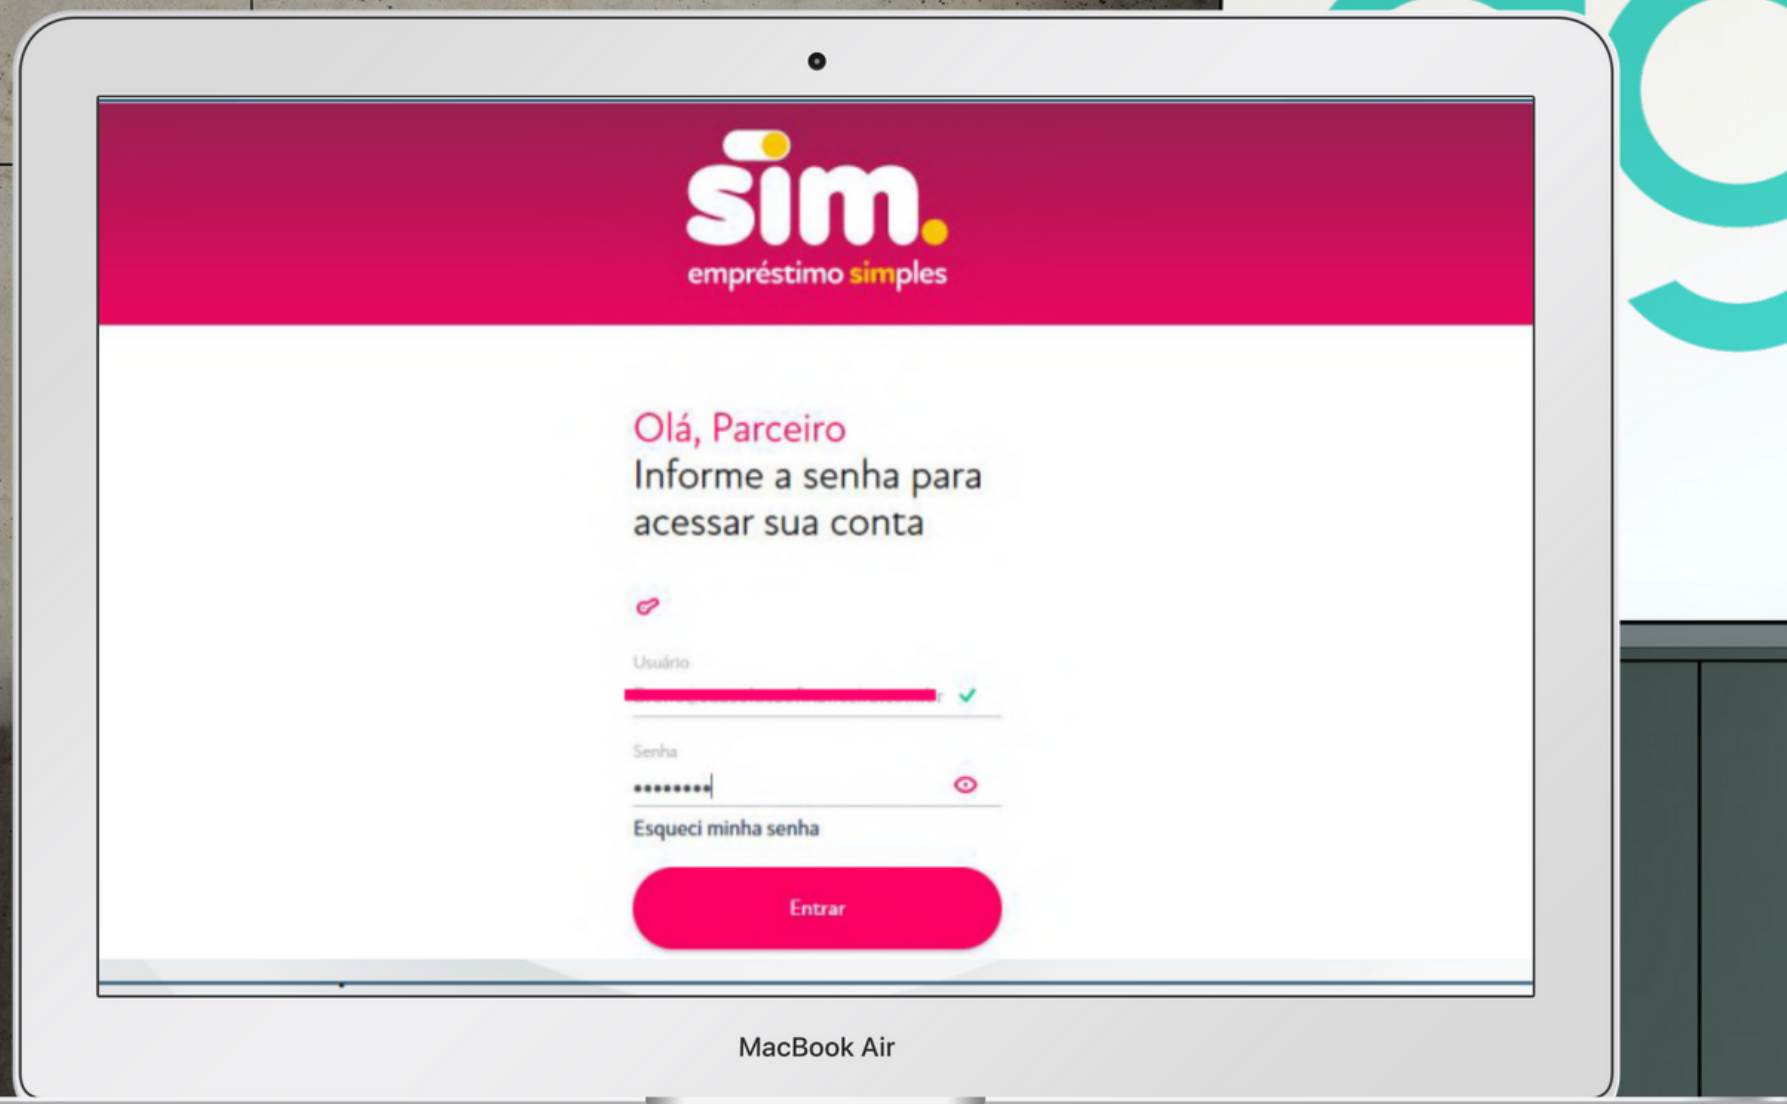 sim.
empréstimo simples
Olá, Parceiro
Informe a senha para
acessar sua conta
Usuário
Senha
••••••••
Esqueci minha senha
Entrar
MacBook Air